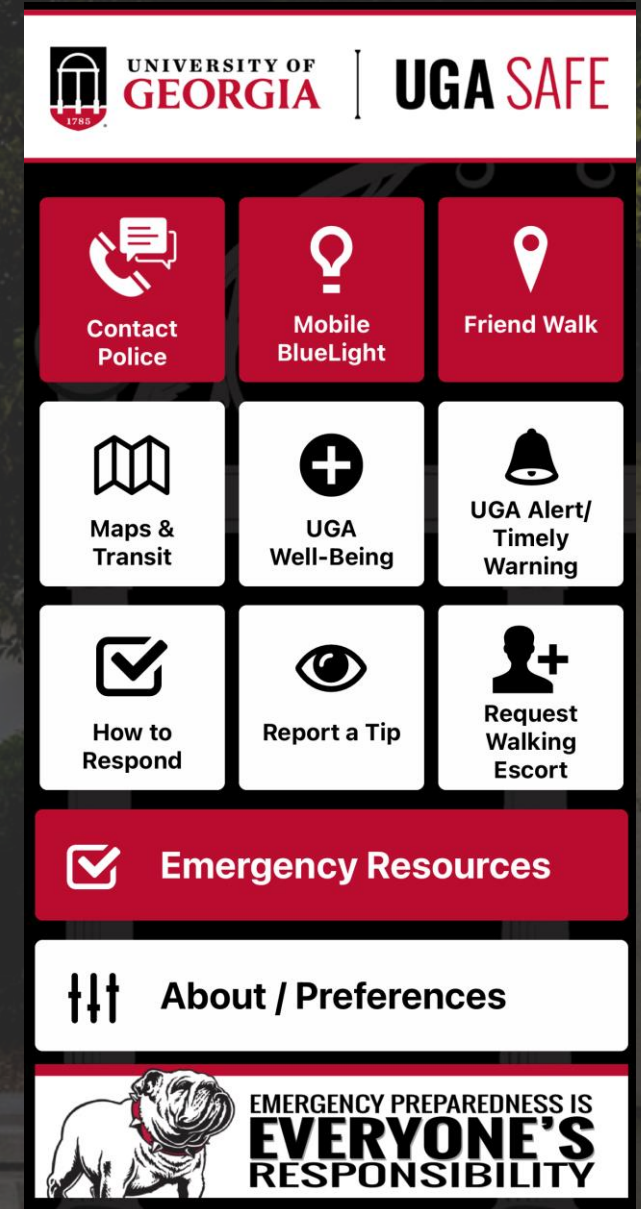 UNIVERSITY OF
GEORGIA
1785
UGA SAFE
Contact
Police
Mobile
BlueLight
Friend Walk
Maps &
Transit
UGA
Well-Being
UGA Alert/
Timely
Warning
How to
Respond
Report a Tip
Request
Walking
Escort
Emergency Resources
About / Preferences
EMERGENCY PREPAREDNESS IS
EVERYONE'S
RESPONSIBILITY